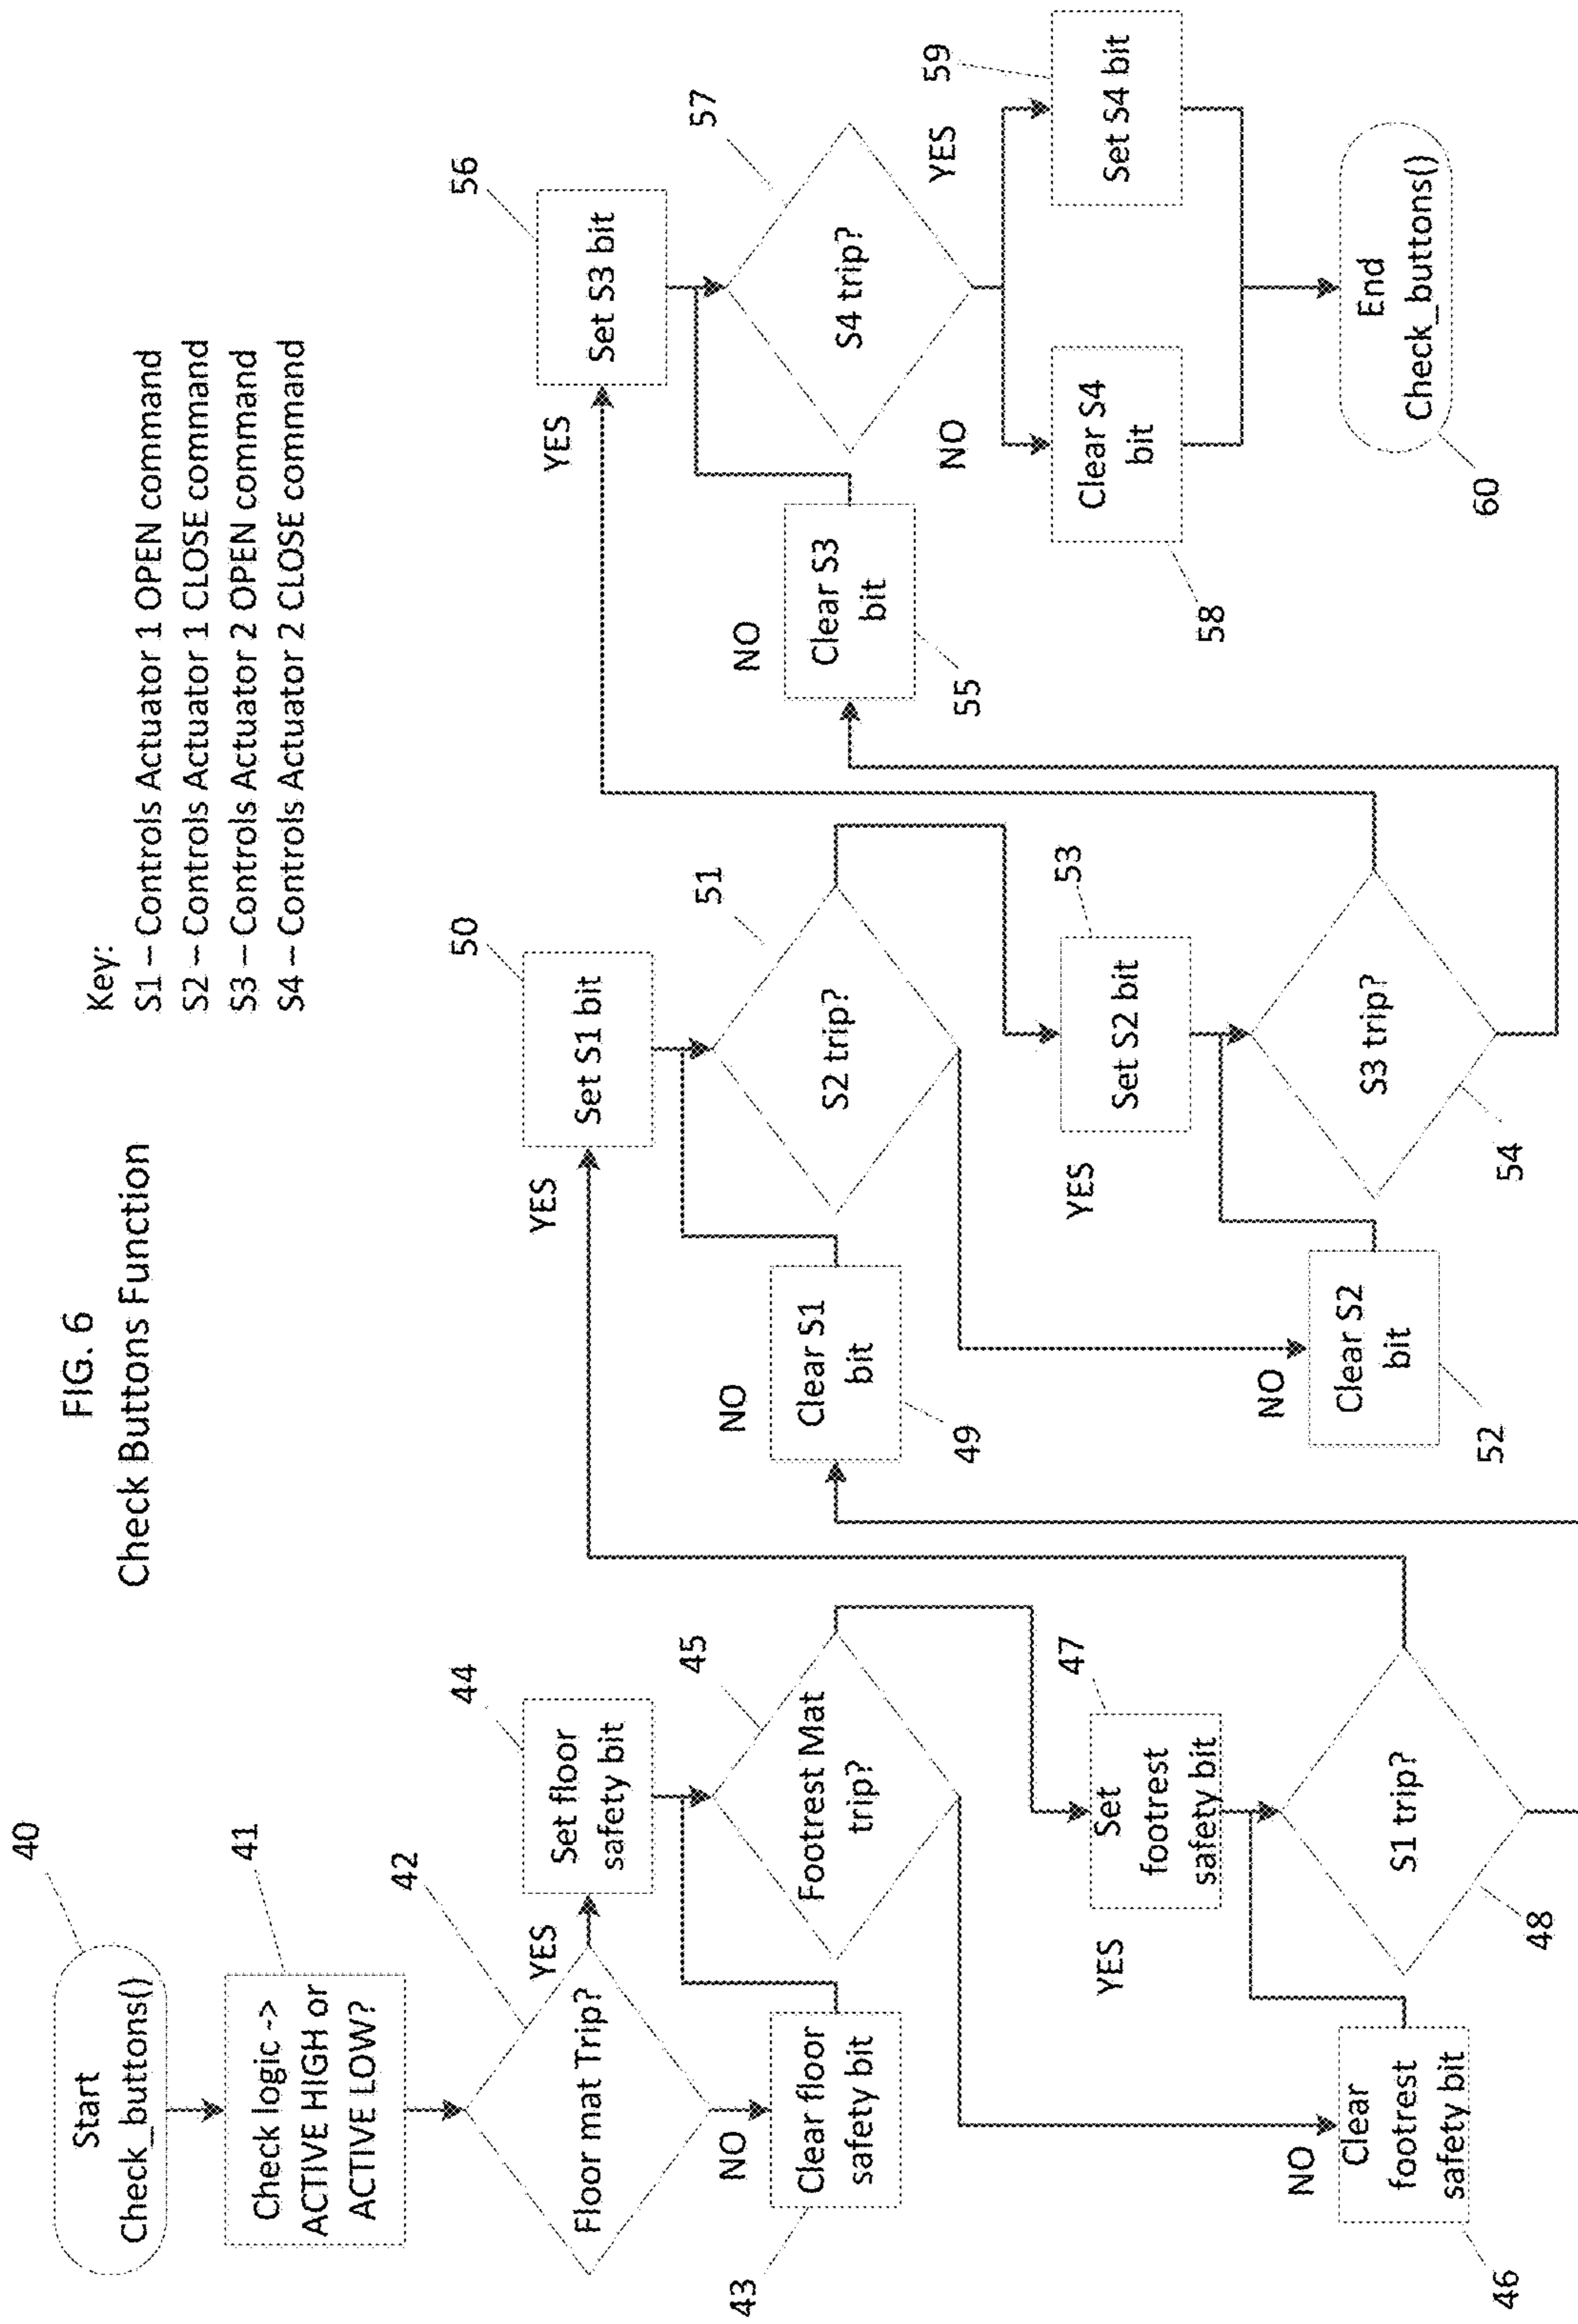 FIG. 6
Check Buttons Function
Key:
S1 – Controls Actuator 1 OPEN command
S2 – Controls Actuator 1 CLOSE command
S3 – Controls Actuator 2 OPEN command
S4 – Controls Actuator 2 CLOSE command
40
Start
Check_buttons()
41
Check logic ->
ACTIVE HIGH or
ACTIVE LOW?
42
Floor mat Trip?
YES
NO
43
Clear floor
safety bit
44
Set floor
safety bit
45
Footrest Mat
trip?
NO
46
Clear
footrest
safety bit
YES
47
Set
footrest
safety bit
48
S1 trip?
NO
49
Clear S1
bit
YES
50
Set S1 bit
51
S2 trip?
NO
52
Clear S2
bit
YES
53
Set S2 bit
54
S3 trip?
NO
55
Clear S3
bit
YES
56
Set S3 bit
57
S4 trip?
NO
58
Clear S4
bit
YES
59
Set S4 bit
60
End
Check_buttons()